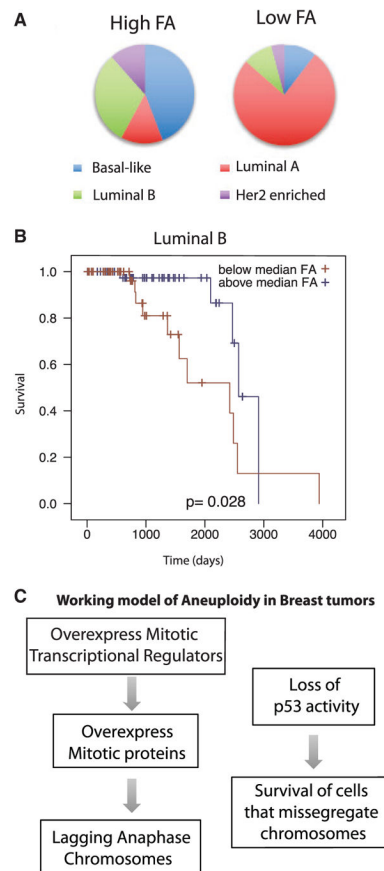 A
High FA
Low FA
Basal-like
Luminal A
Luminal B
Her2 enriched
B
Luminal B
below median FA
above median FA
1.0
0.8
0.6
0.4
0.2
0.0
Survival
p= 0.028
0
1000
2000
3000
4000
Time (days)
C
Working model of Aneuploidy in Breast tumors
Overexpress Mitotic
Transcriptional Regulators
Overexpress
Mitotic proteins
Lagging Anaphase
Chromosomes
Loss of
p53 activity
Survival of cells
that missegregate
chromosomes